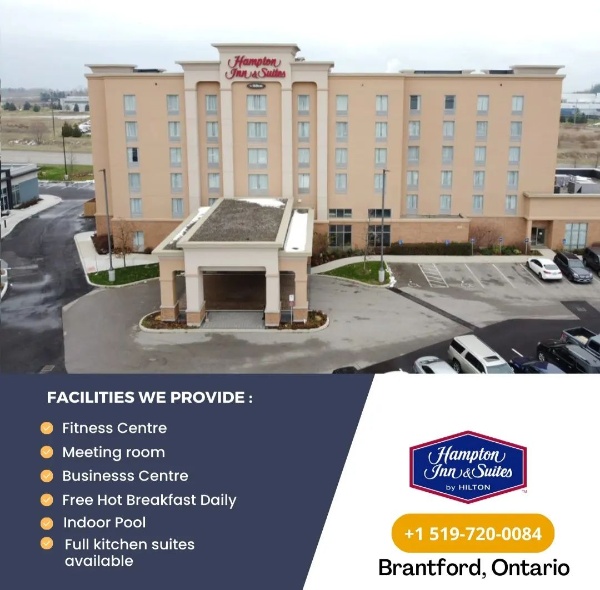 Hampton
Inn & Suites
FACILITIES WE PROVIDE :
Fitness Centre
Meeting room
Businesss Centre
Free Hot Breakfast Daily
Indoor Pool
Full kitchen suites
available
Hampton
Inn & Suites
by HILTON
™
+1 519-720-0084
Brantford, Ontario